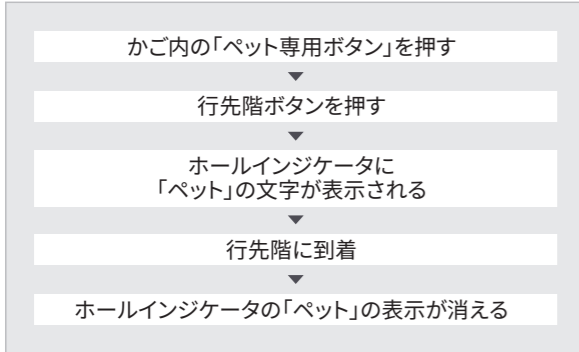 かご内の「ペット専用ボタン」を押す
行先階ボタンを押す
ホールインジケータに
「ペット」の文字が表示される
行先階に到着
ホールインジケータの「ペット」の表示が消える